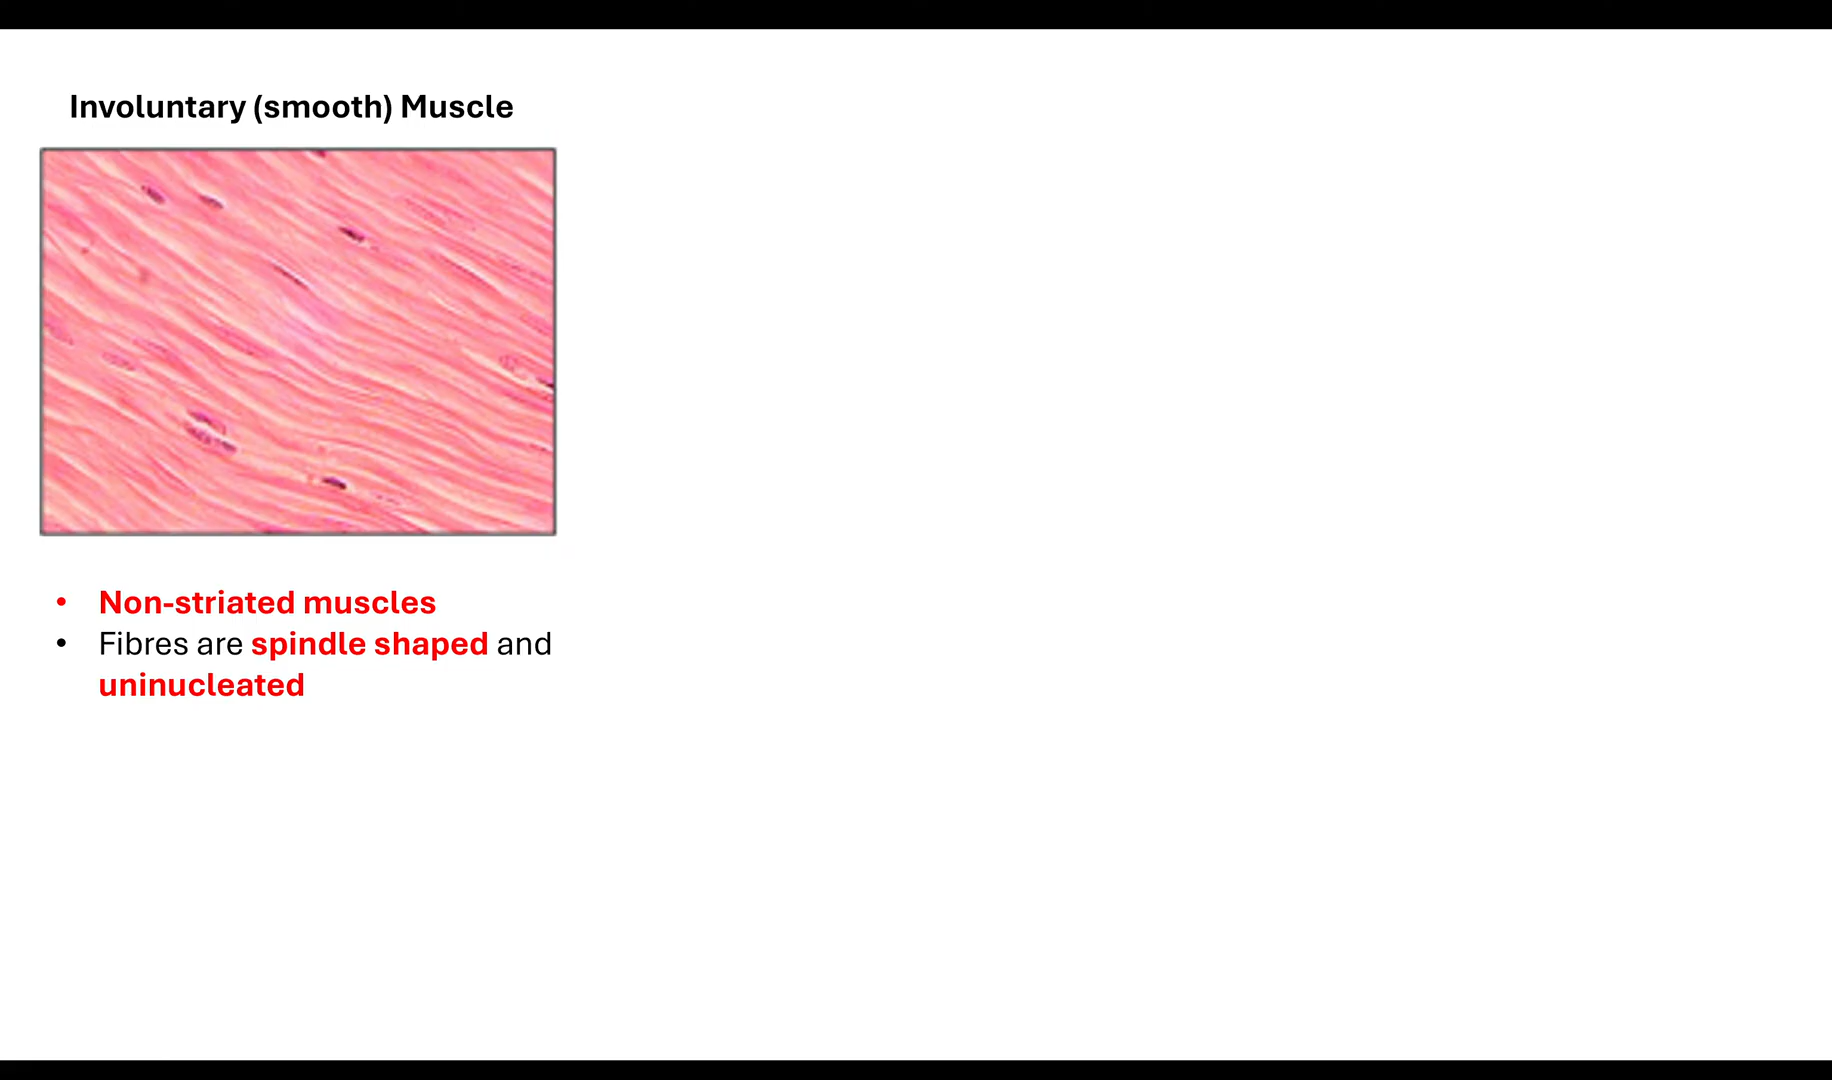 Involuntary (smooth) Muscle
• Non-striated muscles
• Fibres are spindle shaped and
uninucleated